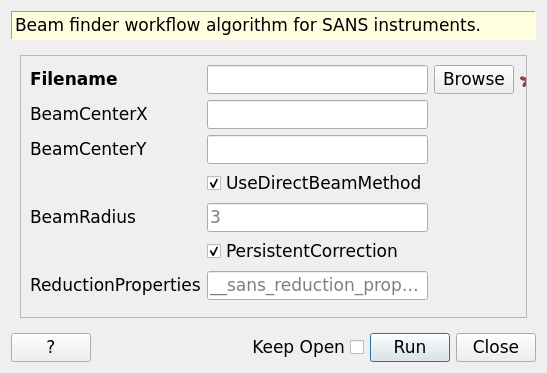 Beam finder workflow algorithm for SANS instruments.
Filename Browse *
BeamCenterX
BeamCenterY
UseDirectBeamMethod
BeamRadius 3
PersistentCorrection
ReductionProperties __sans_reduction_prop...
? Keep Open Run Close